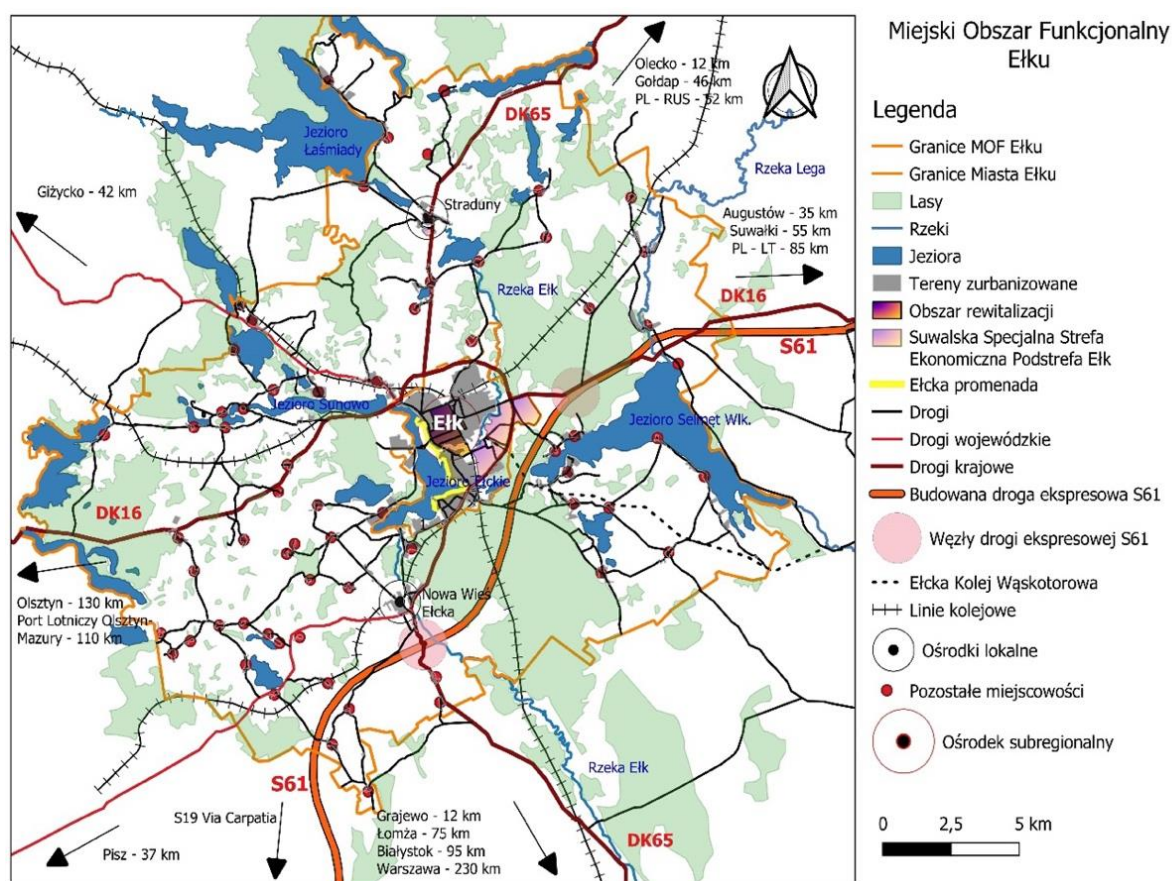 Miejski Obszar Funkcjonalny
Ełku
Legenda
Granice MOF Ełku
Granice Miasta Ełku
Lasy
Rzeki
Jeziora
Tereny zurbanizowane
Obszar rewitalizacji
Suwalska Specjalna Strefa
Ekonomiczna Podstrefa Ełk
Ełcka promenada
Drogi
Drogi wojewódzkie
Drogi krajowe
Budowana droga ekspresowa S61
Węzły drogi ekspresowej S61
Ełcka Kolej Wąskotorowa
Linie kolejowe
Ośrodki lokalne
Pozostałe miejscowości
Ośrodek subregionalny
0 2,5 5 km
Olecko - 12 km
Gołdap - 46 km
PL - RUS - 52 km
DK65
Jezioro
Łaśmiady
Rzeka Lega
Giżycko - 42 km
Straduny
Augustów - 35 km
Suwałki - 55 km
PL - LT - 85 km
Rzeka Ełk
DK16
S61
Jezioro Sunowo
Ełk
Jezioro Selmęt Wlk.
Jezioro Ełckie
DK16
Olsztyn - 130 km
Port Lotniczy Olsztyn-
Mazury - 110 km
Nowa Wieś
Ełcka
Rzeka Ełk
S61
S19 Via Carpatia
Grajewo - 12 km
Łomża - 75 km
Białystok - 95 km
Warszawa - 230 km
Pisz - 37 km
DK65